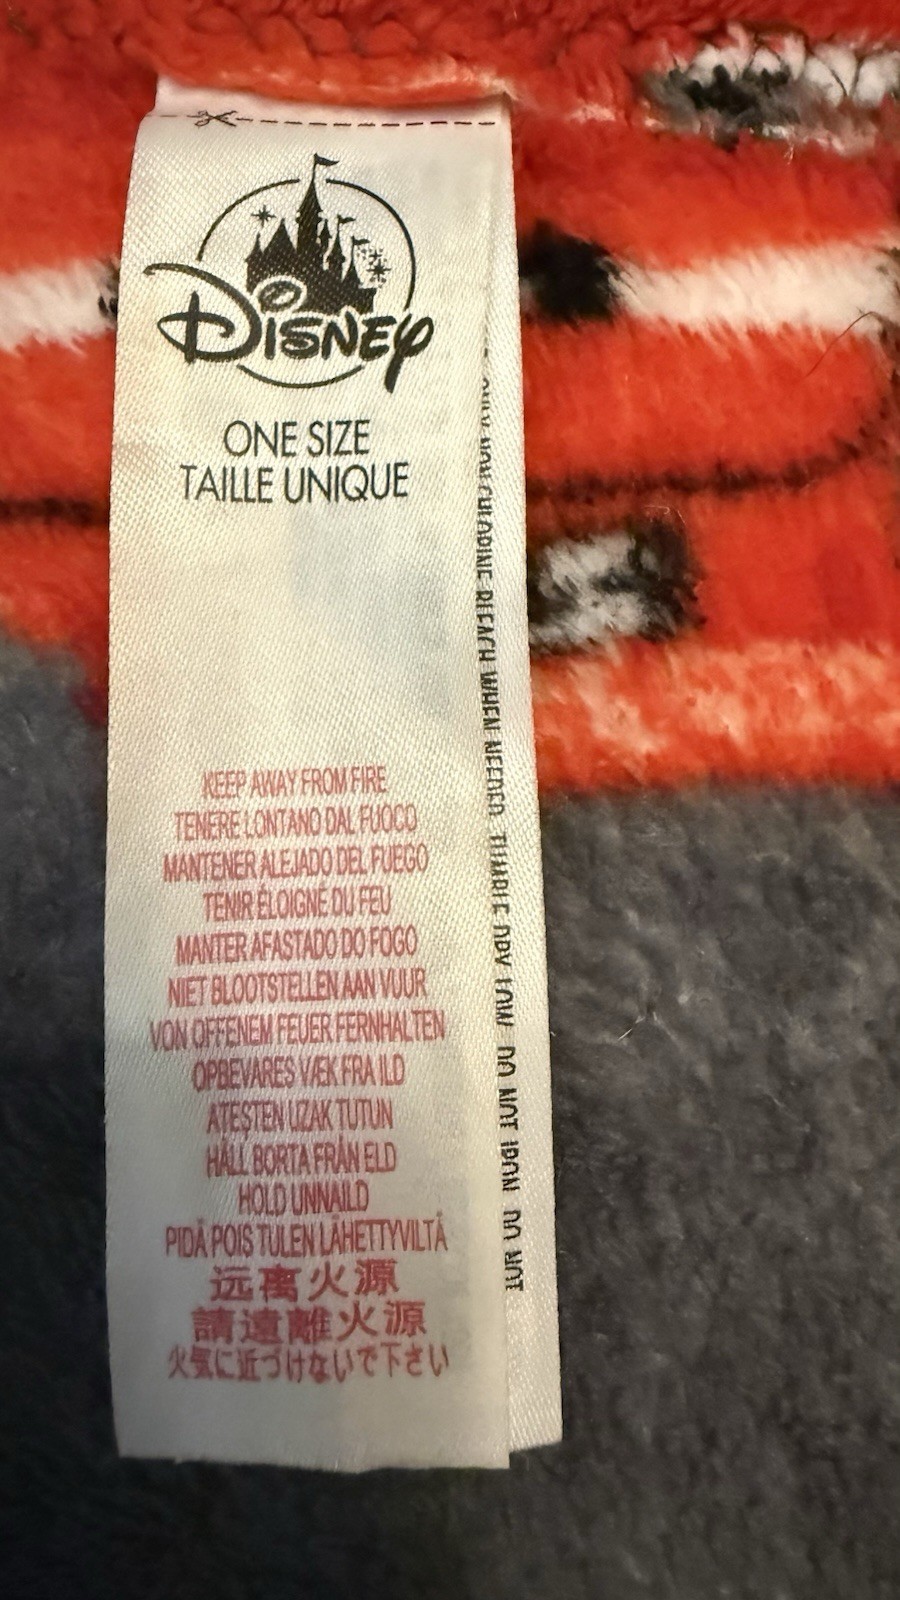 Disney
ONE SIZE
TAILLE UNIQUE
KEEP AWAY FROM FIRE
TENERE LONTANO DAL FUOCO
MANTENER ALEJADO DEL FUEGO
TENIR ÉLOIGNÉ DU FEU
MANTER AFASTADO DO FOGO
NIET BLOOTSTELLEN AAN VUUR
VON OFFENEM FEUER FERNHALTEN
OPBEVARES VÆK FRA ILD
ATEŞTEN UZAK TUTUN
HÅLL BORTA FRÅN ELD
HOLD UNNA ILD
PIDÄ POIS TULEN LÄHETTYVILTÄ
远离火源
請遠離火源
火気に近づけないで下さい
ONLY NON CHLORINE BLEACH WHEN NEEDED. TUMBLE DRY LOW. DO NOT IRON. DO NOT